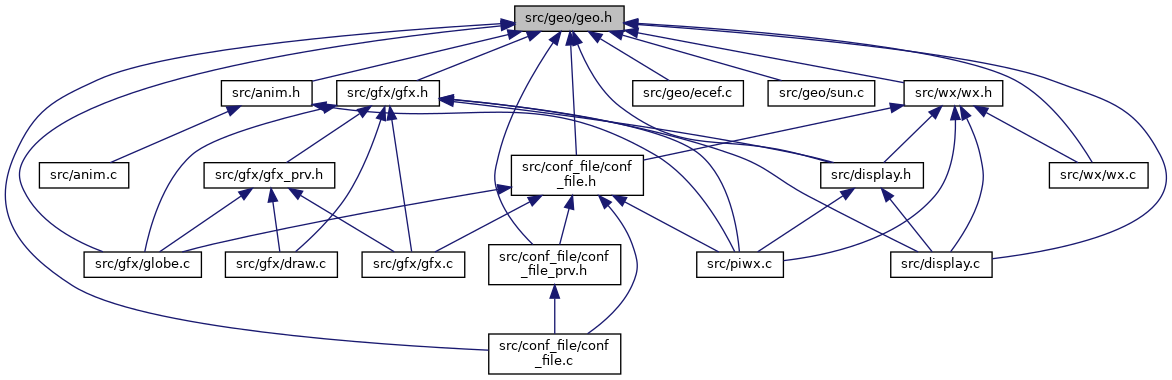 src/geo/geo.h
src/anim.h
src/gfx/gfx.h
src/geo/ecef.c
src/geo/sun.c
src/wx/wx.h
src/anim.c
src/gfx/gfx_prv.h
src/conf_file/conf
_file.h
src/display.h
src/wx/wx.c
src/gfx/globe.c
src/gfx/draw.c
src/gfx/gfx.c
src/conf_file/conf
_file_prv.h
src/piwx.c
src/display.c
src/conf_file/conf
_file.c